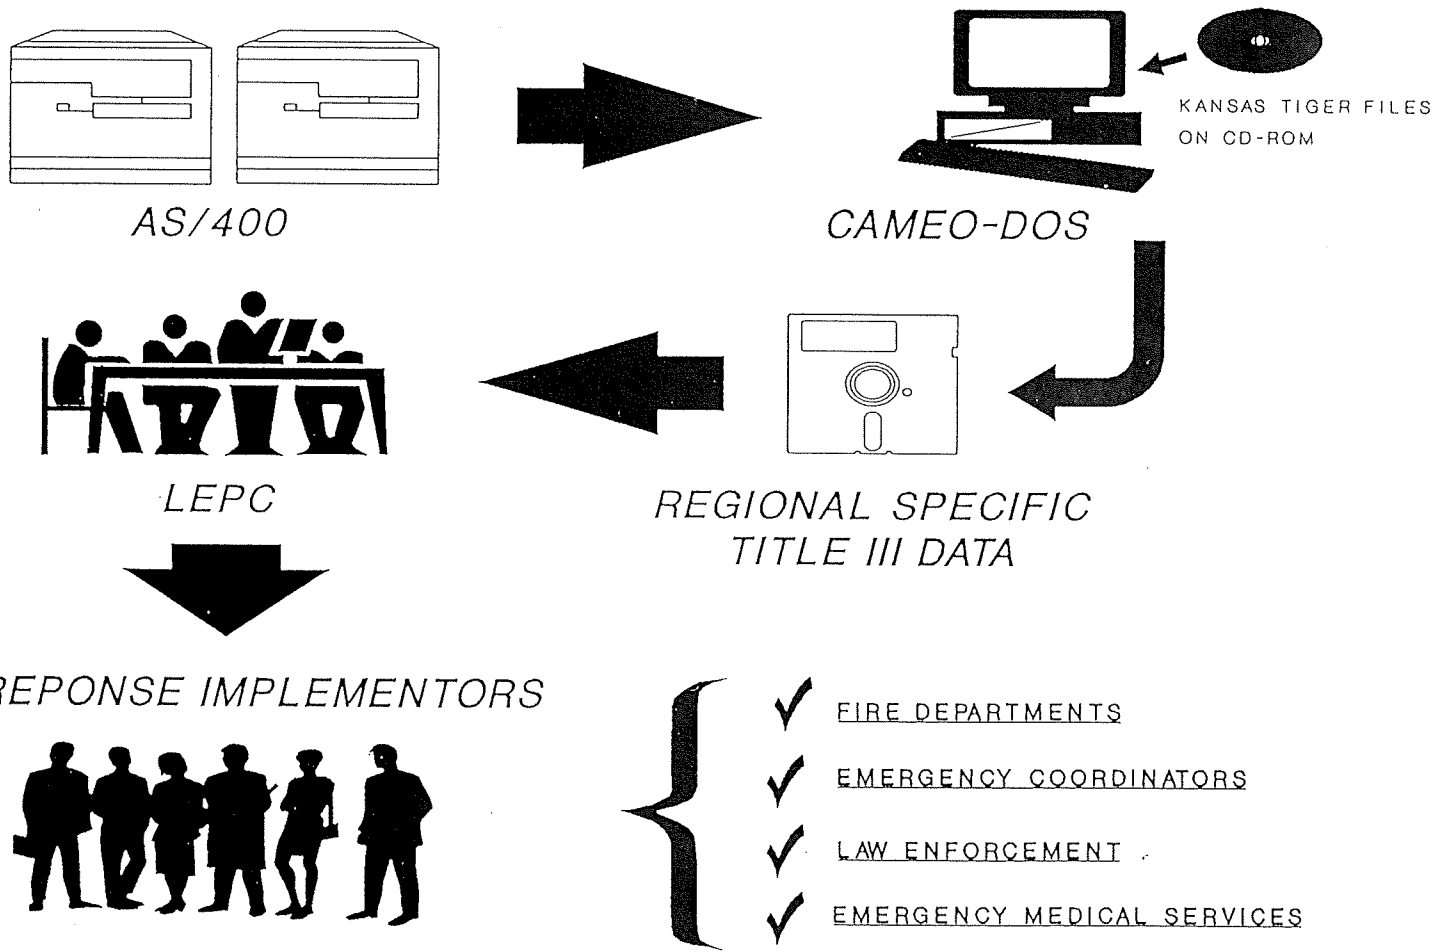 KANSAS TIGER FILES
ON CD-ROM
AS/400
CAMEO-DOS
LEPC
REGIONAL SPECIFIC
TITLE III DATA
REPONSE IMPLEMENTORS
FIRE DEPARTMENTS
EMERGENCY COORDINATORS
LAW ENFORCEMENT
EMERGENCY MEDICAL SERVICES